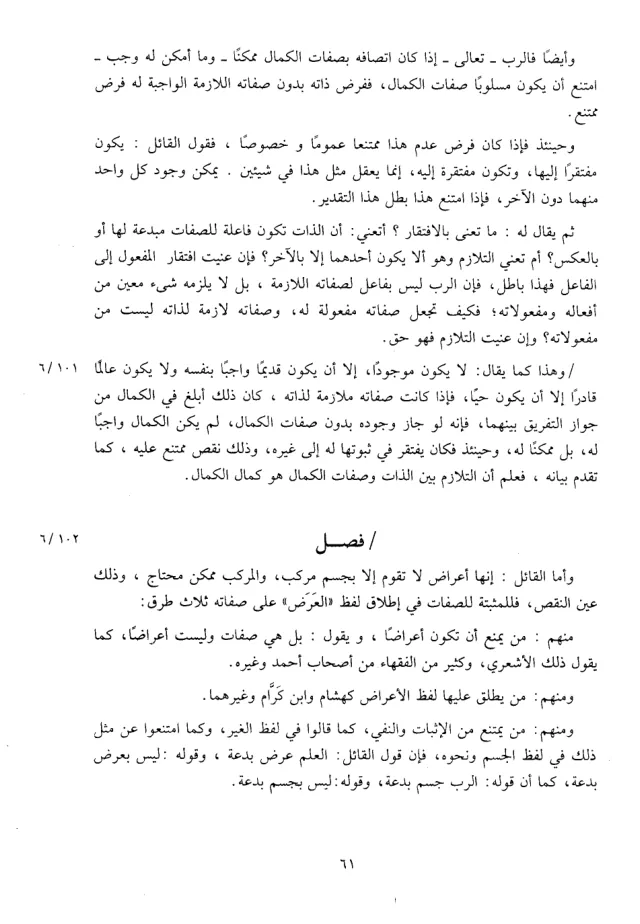 وأيضًا فالرب ـ تعالى ـ إذا كان اتصافه بصفات الكمال ممكنًا ـ وما أمكن له وجب ـ
امتنع أن يكون مسلوبًا صفات الكمال، ففرض ذاته بدون صفاته اللازمة الواجبة له فرض
ممتنع.
وحينئذ فإذا كان فرض عدم هذا ممتنعا عمومًا و خصوصًا ، فقول القائل : يكون
مفتقرًا إليها، وتكون مفتقرة إليه، إنما يعقل مثل هذا في شيئين . يمكن وجود كل واحد
منهما دون الآخر، فإذا امتنع هذا بطل هذا التقدير.
ثم يقال له : ما تعنى بالافتقار ؟ أتعني: أن الذات تكون فاعلة للصفات مبدعة لها أو
بالعكس؟ أم تعني التلازم وهو ألا يكون أحدهما إلا بالآخر؟ فإن عنيت افتقار المفعول إلى
الفاعل فهذا باطل، فإن الرب ليس بفاعل لصفاته اللازمة ، بل لا يلزمه شىء معين من
أفعاله ومفعولاته؛ فكيف تجعل صفاته مفعولة له، وصفاته لازمة لذاته ليست من
مفعولاته؟ وإن عنيت التلازم فهو حق.
/وهذا كما يقال: لا يكون موجودًا، إلا أن يكون قديمًا واجبًا بنفسه ولا يكون عالمًا ٦/١٠١
قادرًا إلا أن يكون حيًا، فإذا كانت صفاته ملازمة لذاته ، كان ذلك أبلغ في الكمال من
جواز التفريق بينهما، فإنه لو جاز وجوده بدون صفات الكمال، لم يكن الكمال واجبًا
له، بل ممكنًا له، وحينئذ فكان يفتقر في ثبوتها له إلى غيره، وذلك نقص ممتنع عليه ، كما
تقدم بيانه ، فعلم أن التلازم بين الذات وصفات الكمال هو كمال الكمال.
/ فصل ٦/١٠٢
وأما القائل : إنها أعراض لا تقوم إلا بجسم مركب، والمركب ممكن محتاج ، وذلك
عين النقص، فللمثبتة للصفات في إطلاق لفظ «العَرَض» على صفاته ثلاث طرق:
منهم : من يمنع أن تكون أعراضًا ، و يقول : بل هي صفات وليست أعراضًا، كما
يقول ذلك الأشعري، وكثير من الفقهاء من أصحاب أحمد وغيره.
ومنهم: من يطلق عليها لفظ الأعراض كهشام وابن كَرَّام وغيرهما.
ومنهم: من يمتنع من الإثبات والنفي، كما قالوا في لفظ الغير، وكما امتنعوا عن مثل
ذلك في لفظ الجسم ونحوه، فإن قول القائل: العلم عرض بدعة ، وقوله :ليس بعرض
بدعة، كما أن قوله: الرب جسم بدعة، وقوله:ليس بجسم بدعة.
٦١